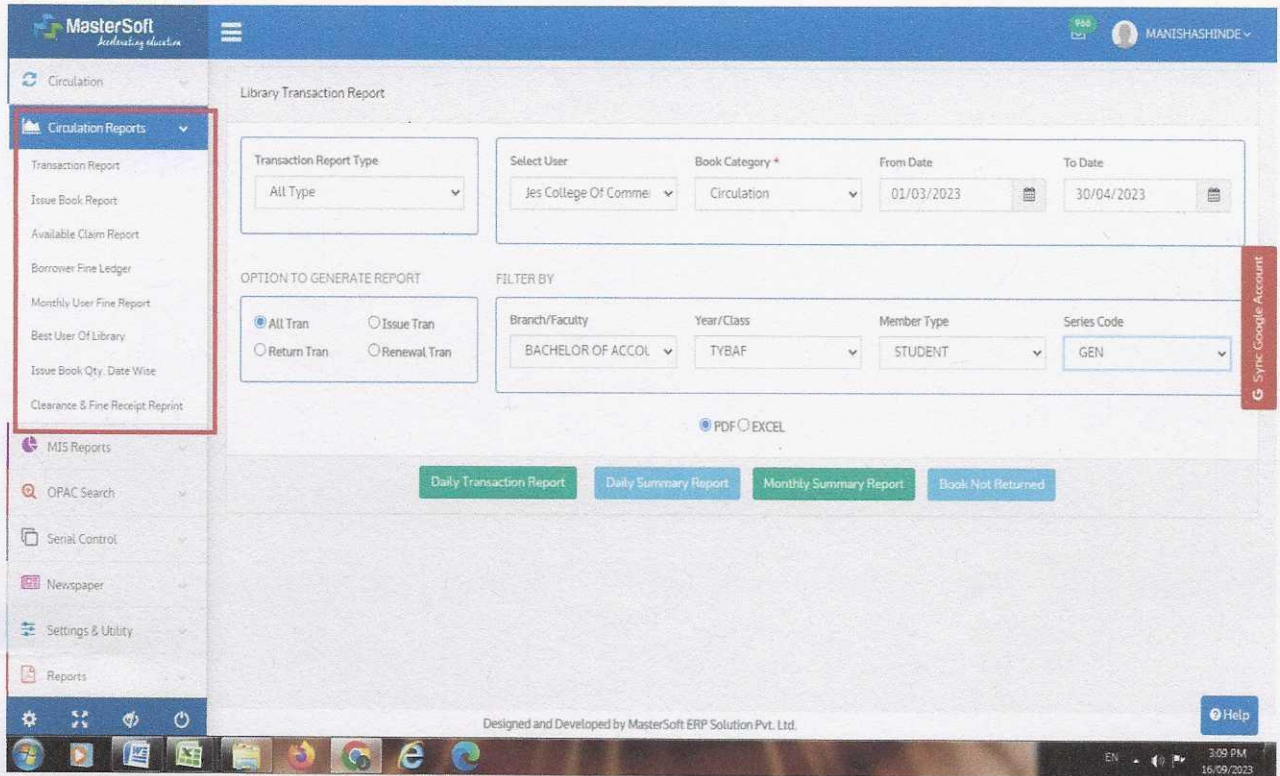 MasterSoft
Accelerating education
966
MANISHASHINDE
Circulation
Circulation Reports
Transaction Report
Issue Book Report
Available Claim Report
Borrower Fine Ledger
Monthly User Fine Report
Best User Of Library
Issue Book Qty. Date Wise
Clearance & Fine Receipt Reprint
MIS Reports
OPAC Search
Serial Control
Newspaper
Settings & Utility
Reports
Library Transaction Report
Transaction Report Type
All Type
Select User
Jes College Of Comme
Book Category *
Circulation
From Date
01/03/2023
To Date
30/04/2023
OPTION TO GENERATE REPORT
All Tran
Issue Tran
Return Tran
Renewal Tran
FILTER BY
Branch/Faculty
BACHELOR OF ACCOU
Year/Class
TYBAF
Member Type
STUDENT
Series Code
GEN
PDF
EXCEL
Daily Transaction Report
Daily Summary Report
Monthly Summary Report
Book Not Returned
G Sync Google Account
Help
Designed and Developed by MasterSoft ERP Solution Pvt. Ltd.
EN
3:09 PM
16/09/2023